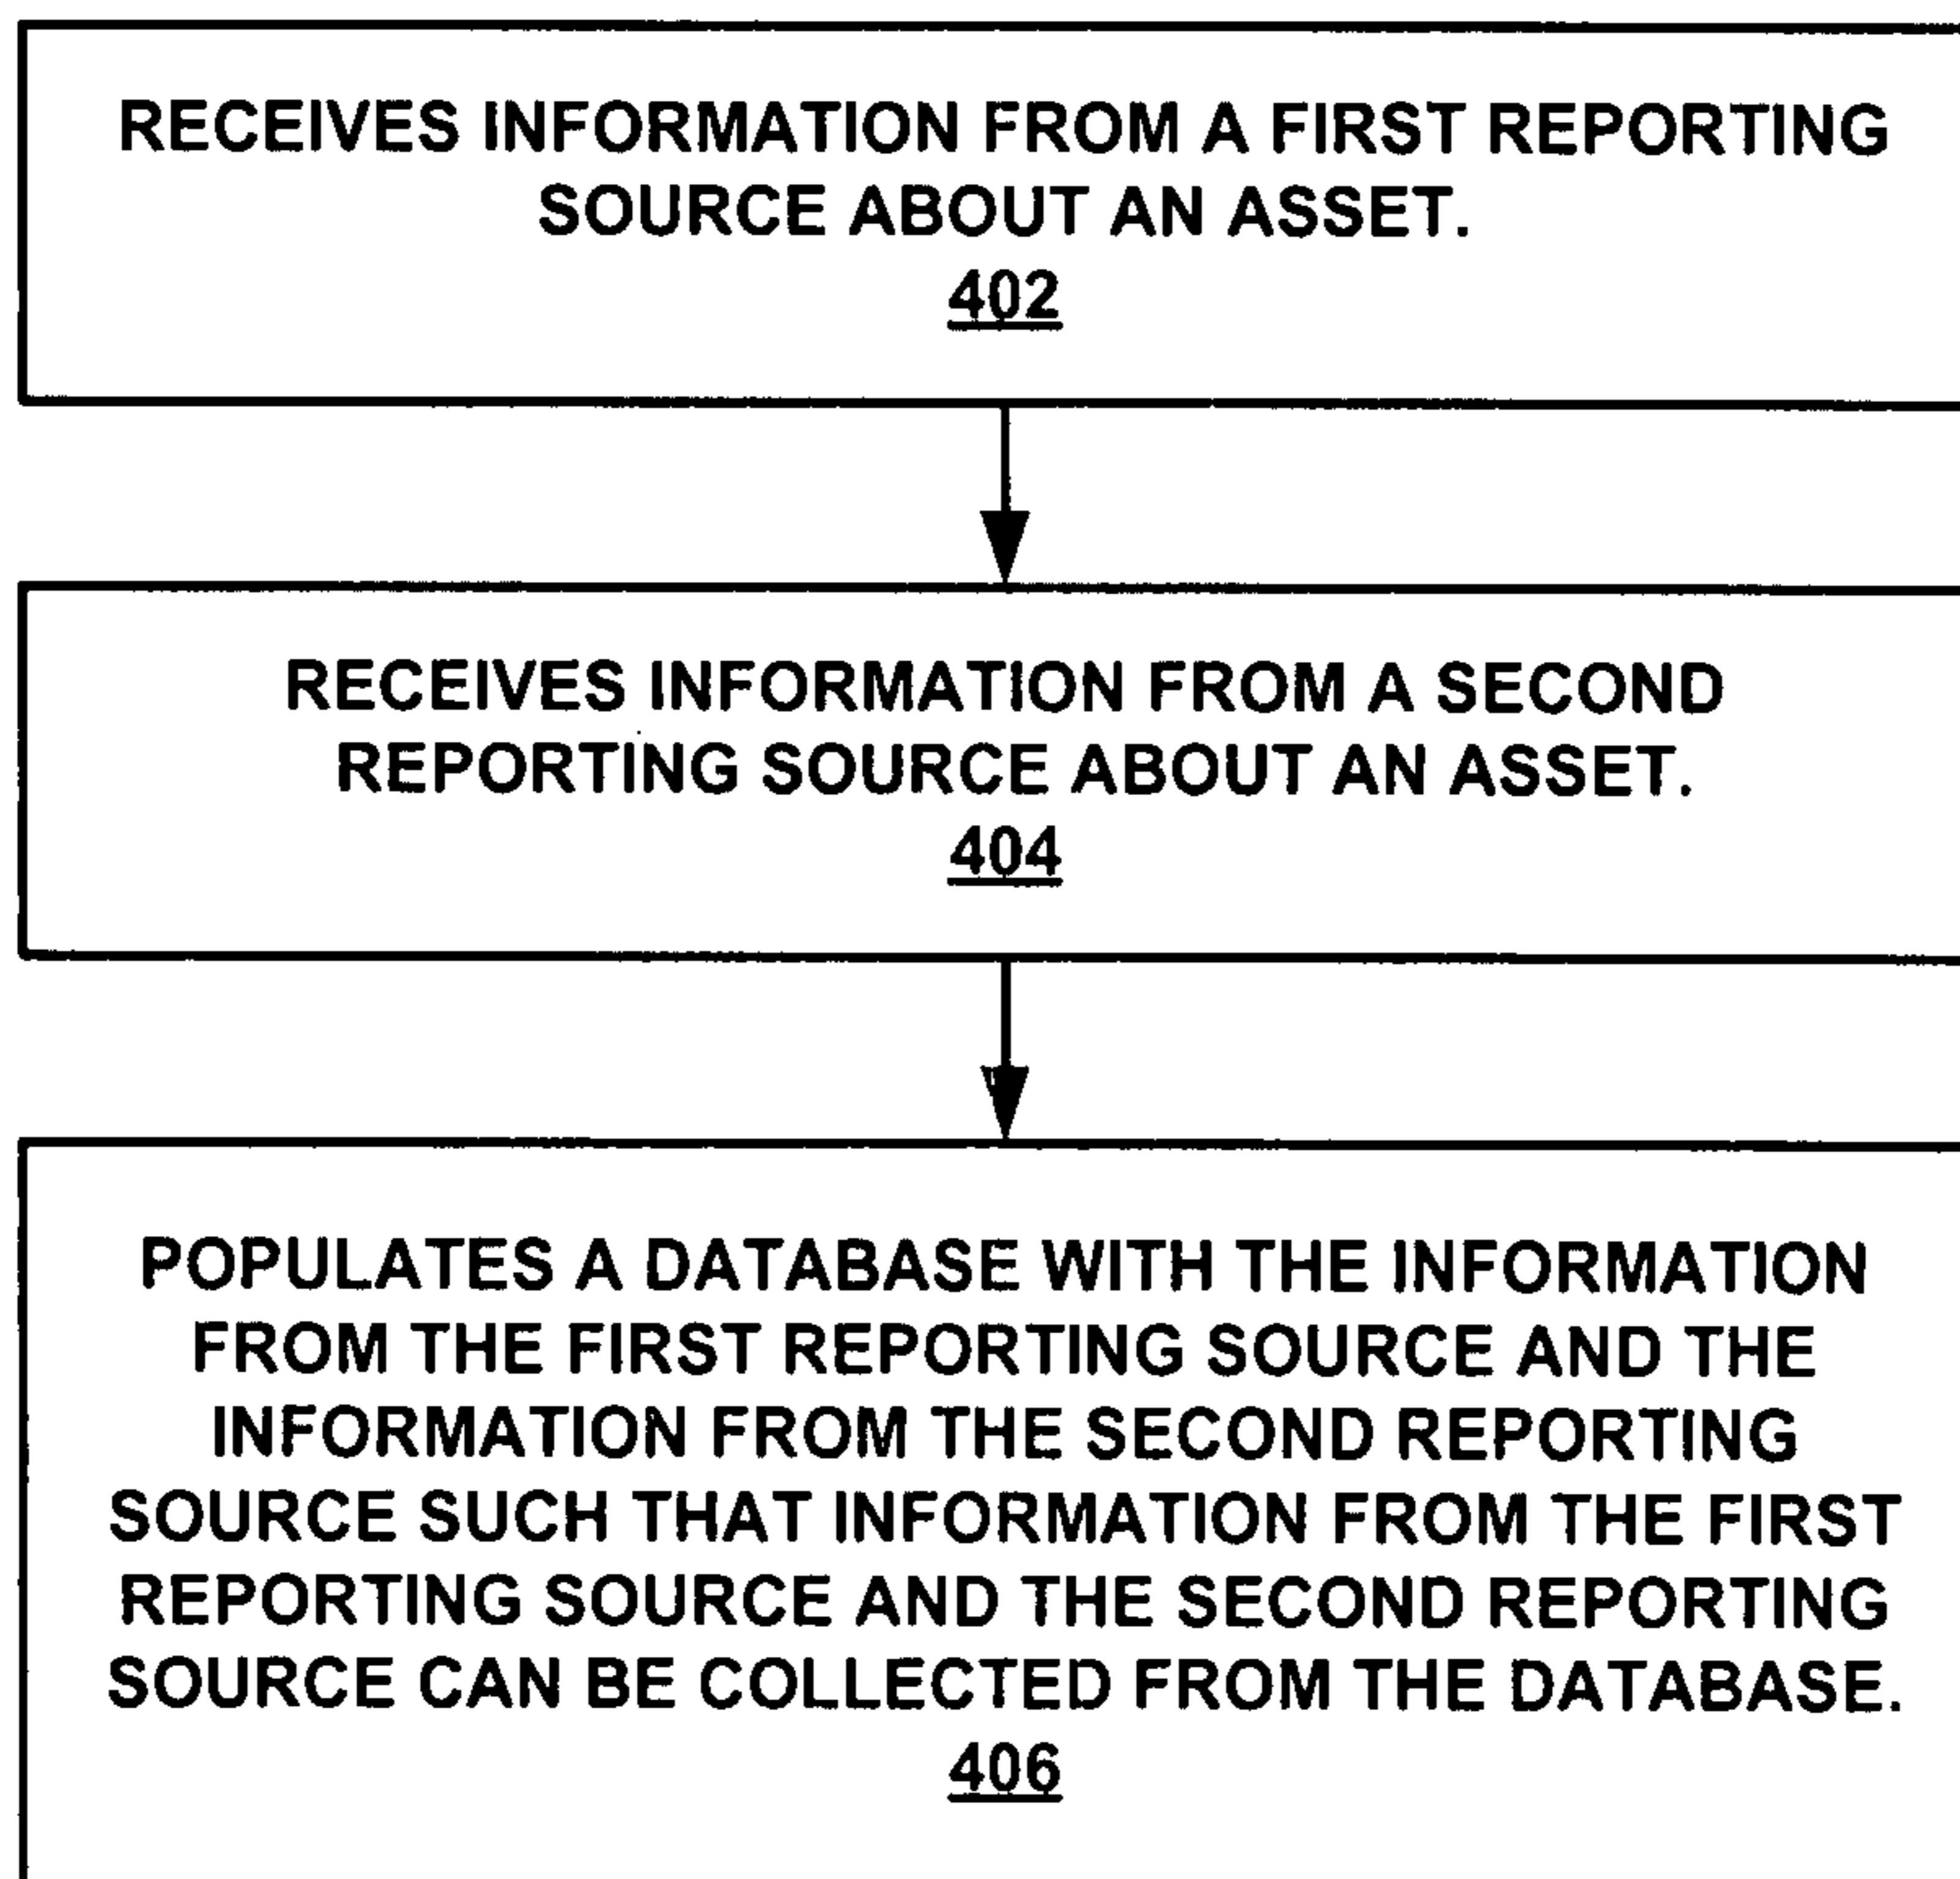 RECEIVES INFORMATION FROM A FIRST REPORTING
SOURCE ABOUT AN ASSET.
402
RECEIVES INFORMATION FROM A SECOND
REPORTING SOURCE ABOUT AN ASSET.
404
POPULATES A DATABASE WITH THE INFORMATION
FROM THE FIRST REPORTING SOURCE AND THE
INFORMATION FROM THE SECOND REPORTING
SOURCE SUCH THAT INFORMATION FROM THE FIRST
REPORTING SOURCE AND THE SECOND REPORTING
SOURCE CAN BE COLLECTED FROM THE DATABASE.
406